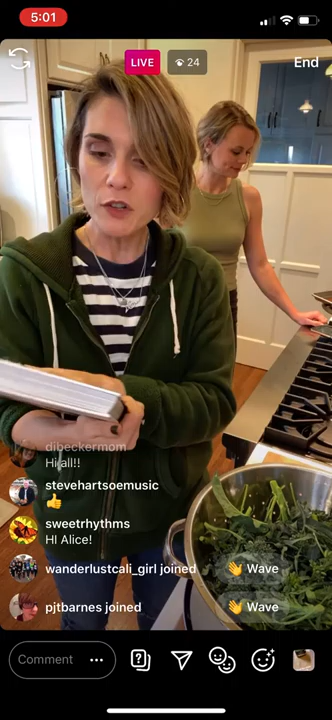 5:01
LIVE
24
End
dibeckermom
Hi all!!
stevehartsoemusic
👍
sweetrhythms
HI Alice!
wanderlustcali_girl joined
👋 Wave
pjtbarnes joined
👋 Wave
Comment